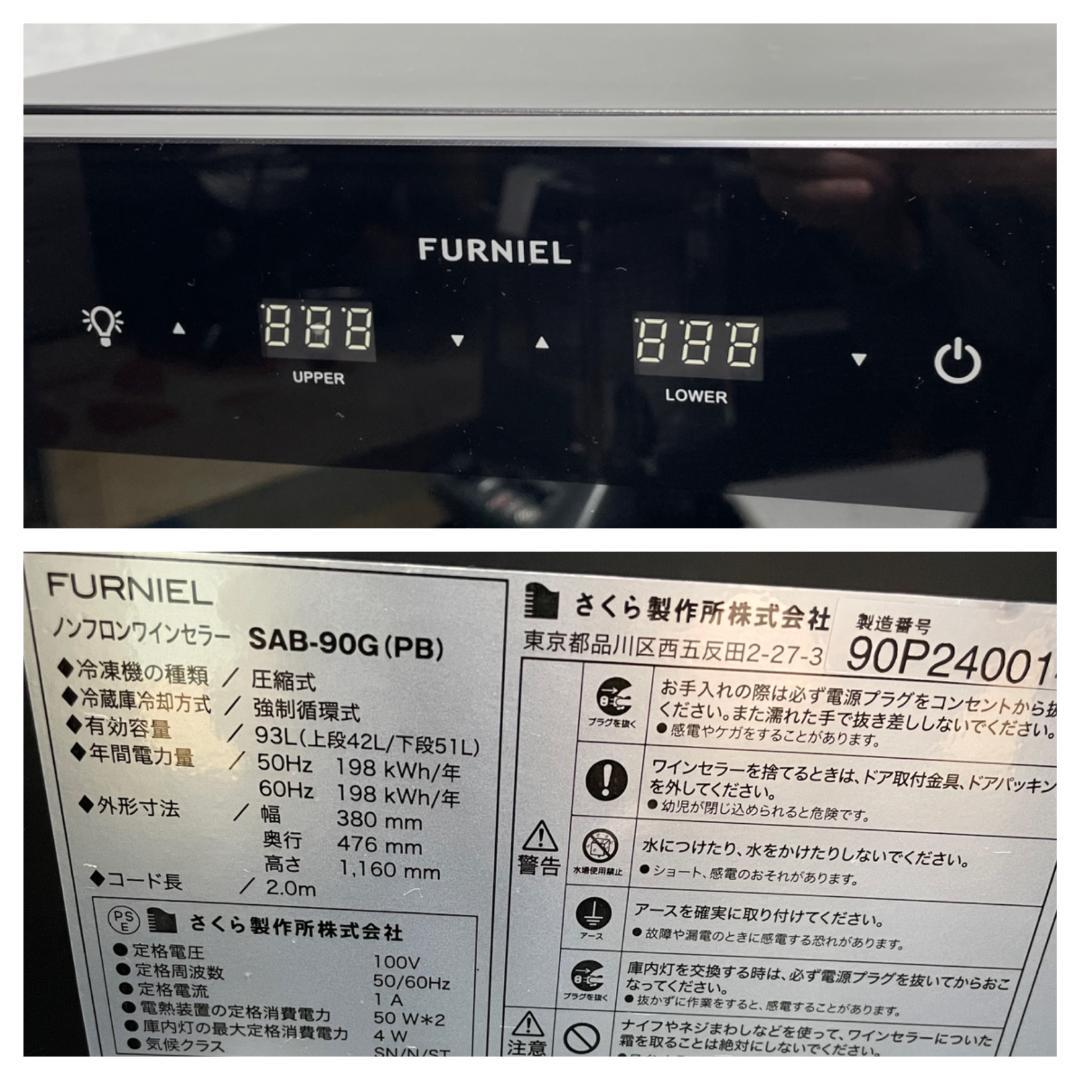 FURNIEL
UPPER
LOWER
FURNIEL
ノンフロンワインセラー SAB-90G(PB)
◆冷凍機の種類 / 圧縮式
◆冷蔵庫冷却方式 / 強制循環式
◆有効容量 / 93L(上段42L/下段51L)
◆年間電力量 / 50Hz 198 kWh/年
60Hz 198 kWh/年
◆外形寸法 / 幅 380 mm
奥行 476 mm
高さ 1,160 mm
◆コード長 / 2.0m
PSE さくら製作所株式会社
●定格電圧 100V
●定格周波数 50/60Hz
●定格電流 1 A
●電熱装置の定格消費電力 50 W*2
●庫内灯の最大定格消費電力 4 W
●気候クラス SN/N/ST
さくら製作所株式会社
東京都品川区西五反田2-27-3
製造番号
90P24001
プラグを抜く
お手入れの際は必ず電源プラグをコンセントから抜
ください。また濡れた手で抜き差ししないでください。
●感電やケガをすることがあります。
ワインセラーを捨てるときは、ドア取付金具、ドアパッキン
を外してください。
●幼児が閉じ込められると危険です。
警告
水場使用禁止
水につけたり、水をかけたりしないでください。
●ショート、感電のおそれがあります。
アース
アースを確実に取り付けてください。
●故障や漏電のときに感電する恐れがあります。
プラグを抜く
庫内灯を交換する時は、必ず電源プラグを抜いてからおこ
なってください。
●抜かずに作業をすると、感電することがあります。
注意
ナイフやネジまわしなどを使って、ワインセラーについた
霜を取ることは絶対にしないでください。